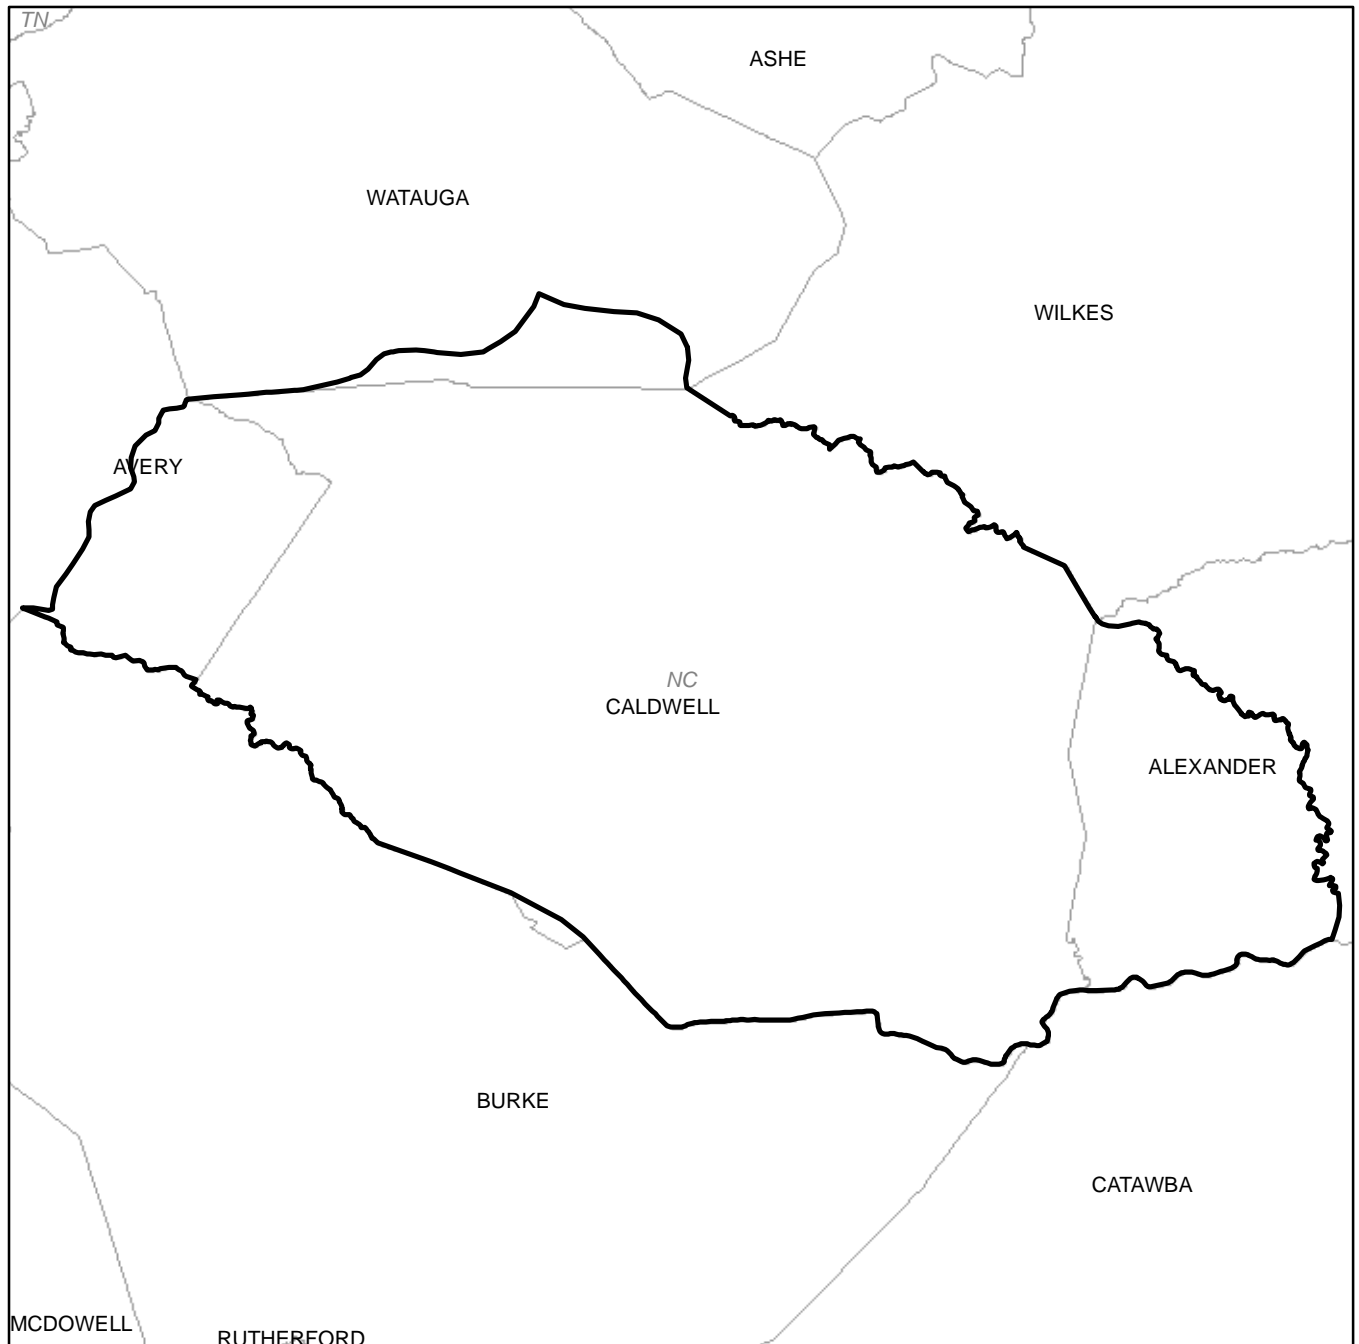 TN
ASHE
WATAUGA
WILKES
AVERY
NC
CALDWELL
ALEXANDER
BURKE
CATAWBA
MCDOWELL
RUTHERFORD